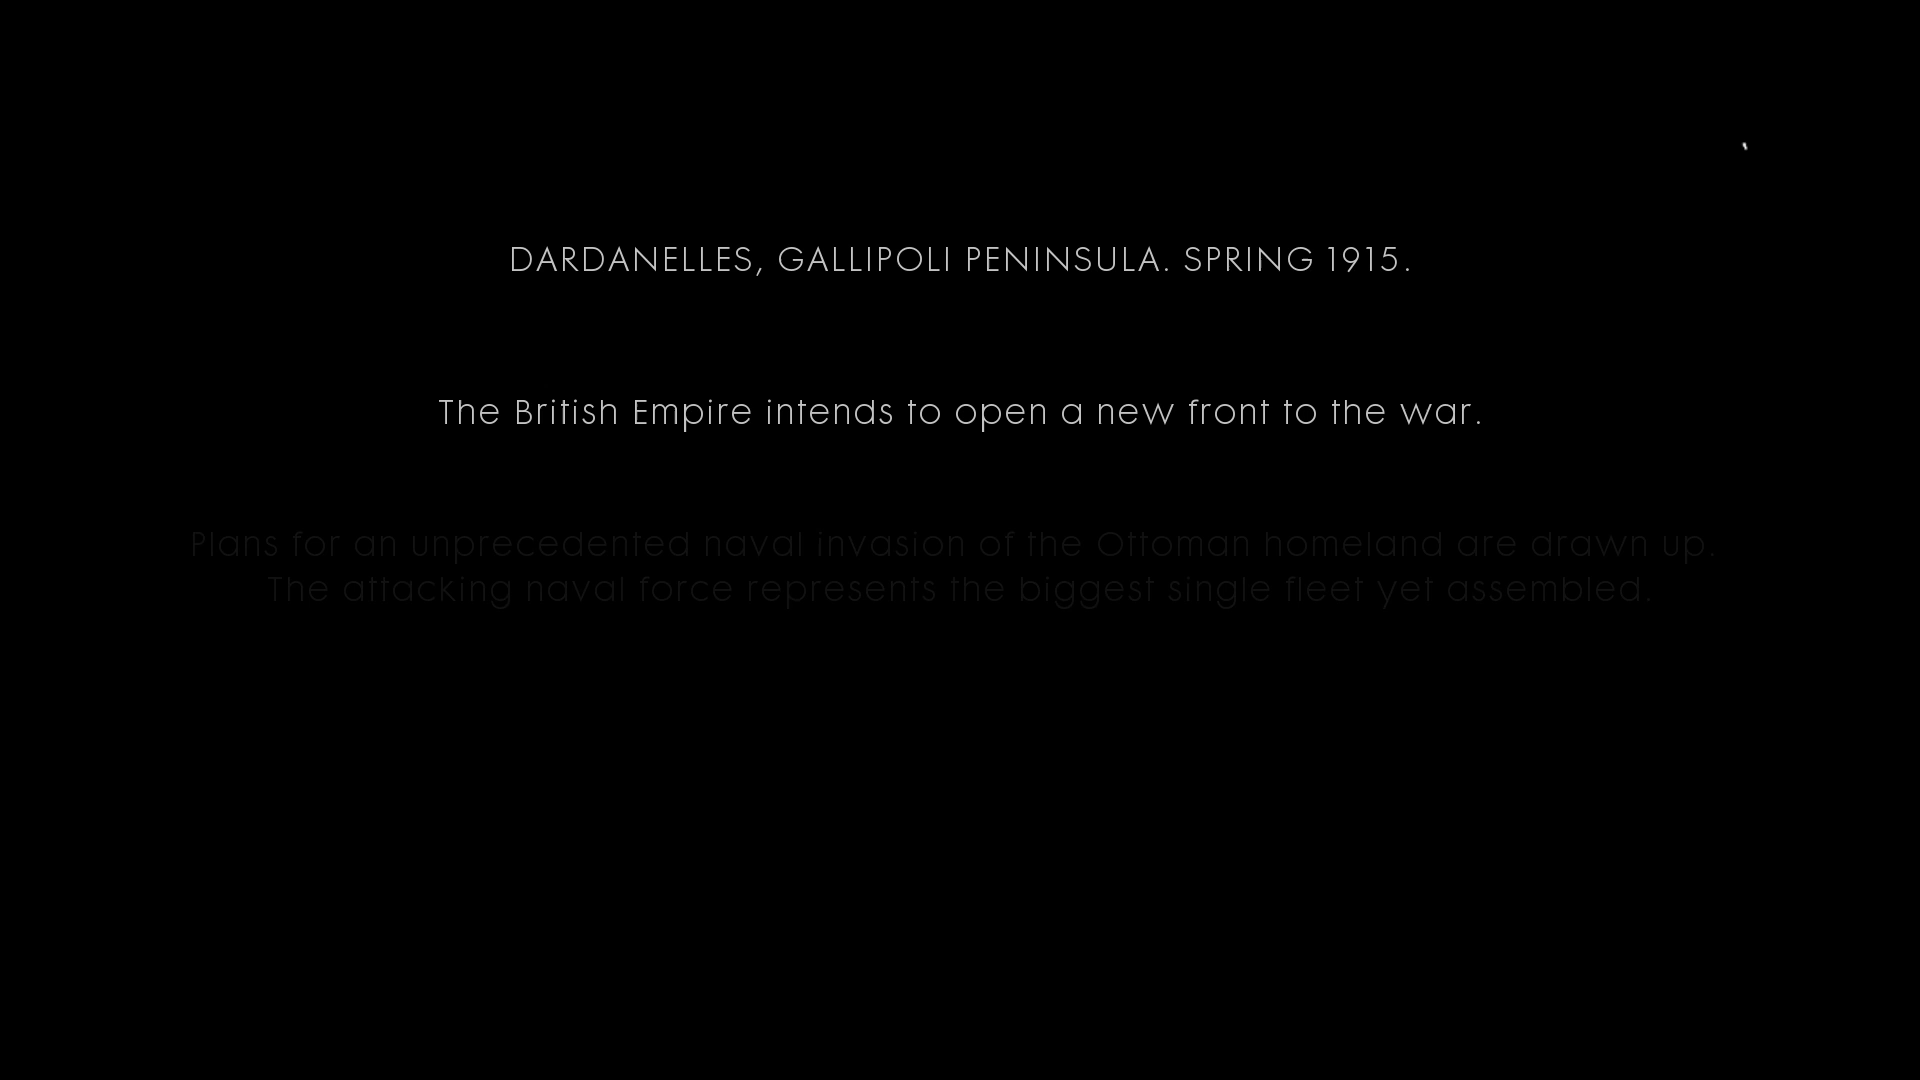 DARDANELLES, GALLIPOLI PENINSULA. SPRING 1915.
The British Empire intends to open a new front to the war.
Plans for an unprecedented naval invasion of the Ottoman homeland are drawn up.
The attacking naval force represents the biggest single fleet yet assembled.